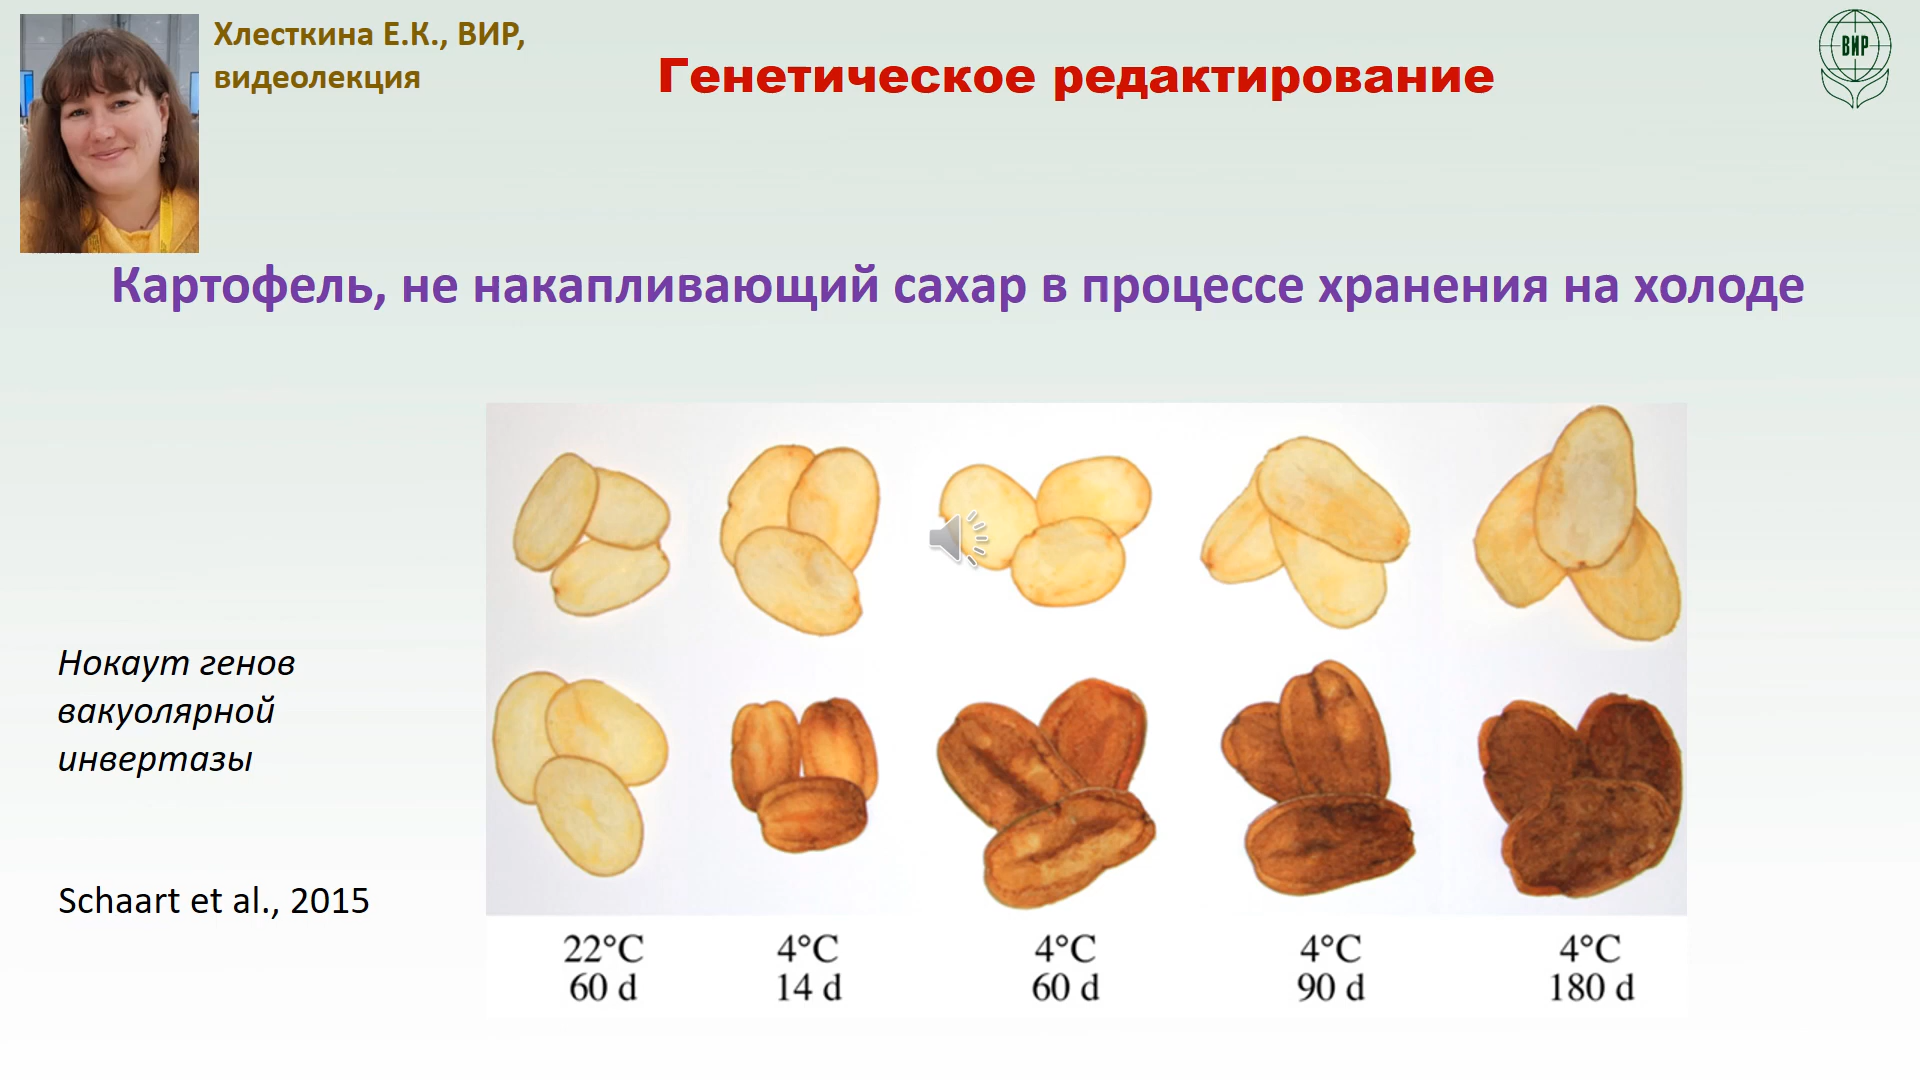 Хлесткина Е.К., ВИР,
видеолекция
Генетическое редактирование
ВИР
Картофель, не накапливающий сахар в процессе хранения на холоде
Нокаут генов
вакуолярной
инвертазы
Schaart et al., 2015
22°C 4°C 4°C 4°C 4°C
60 d 14 d 60 d 90 d 180 d